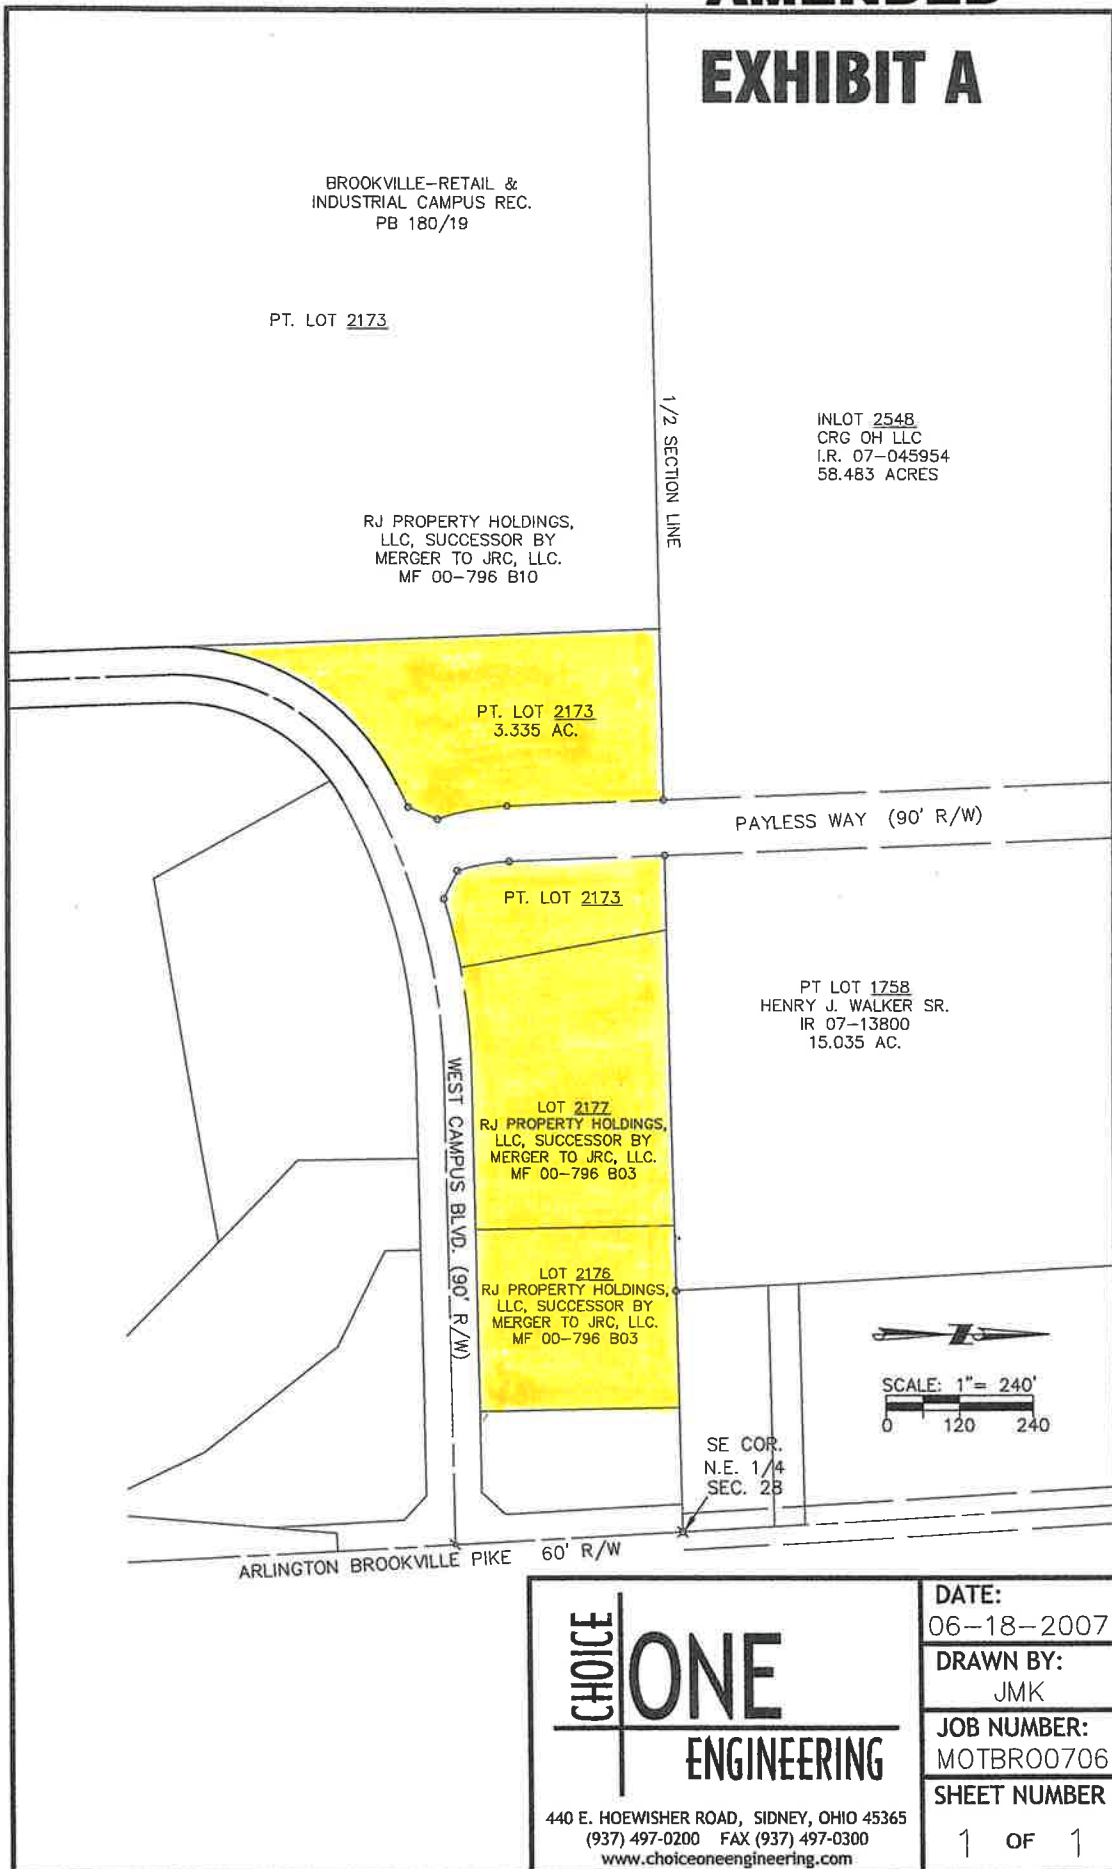 AMENDED
EXHIBIT A
BROOKVILLE-RETAIL &
INDUSTRIAL CAMPUS REC.
PB 180/19
PT. LOT 2173
1/2 SECTION LINE
INLOT 2548
CRG OH LLC
I.R. 07-045954
58.483 ACRES
RJ PROPERTY HOLDINGS,
LLC, SUCCESSOR BY
MERGER TO JRC, LLC.
MF 00-796 B10
PT. LOT 2173
3.335 AC.
PAYLESS WAY (90' R/W)
PT. LOT 2173
PT LOT 1758
HENRY J. WALKER SR.
IR 07-13800
15.035 AC.
WEST CAMPUS BLVD. (90' R/W)
LOT 2177
RJ PROPERTY HOLDINGS,
LLC, SUCCESSOR BY
MERGER TO JRC, LLC.
MF 00-796 B03
LOT 2176
RJ PROPERTY HOLDINGS,
LLC, SUCCESSOR BY
MERGER TO JRC, LLC.
MF 00-796 B03
Z
SCALE: 1"= 240'
0 120 240
SE COR.
N.E. 1/4
SEC. 28
ARLINGTON BROOKVILLE PIKE 60' R/W
CHOICE
ONE
ENGINEERING
440 E. HOEWISHER ROAD, SIDNEY, OHIO 45365
(937) 497-0200 FAX (937) 497-0300
www.choiceoneengineering.com
DATE:
06-18-2007
DRAWN BY:
JMK
JOB NUMBER:
MOTBRO0706
SHEET NUMBER
1 OF 1